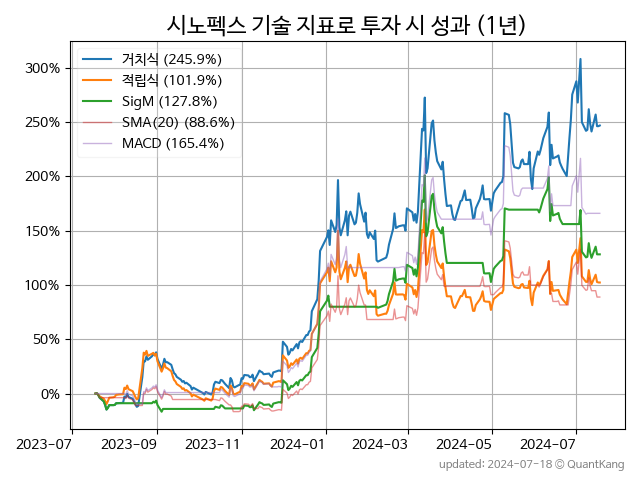 시노펙스 기술 지표로 투자 시 성과 (1년)
거치식 (245.9%)
적립식 (101.9%)
SigM (127.8%)
SMA(20) (88.6%)
MACD (165.4%)
300%
250%
200%
150%
100%
50%
0%
2023-07 2023-09 2023-11 2024-01 2024-03 2024-05 2024-07
updated: 2024-07-18 © QuantKang